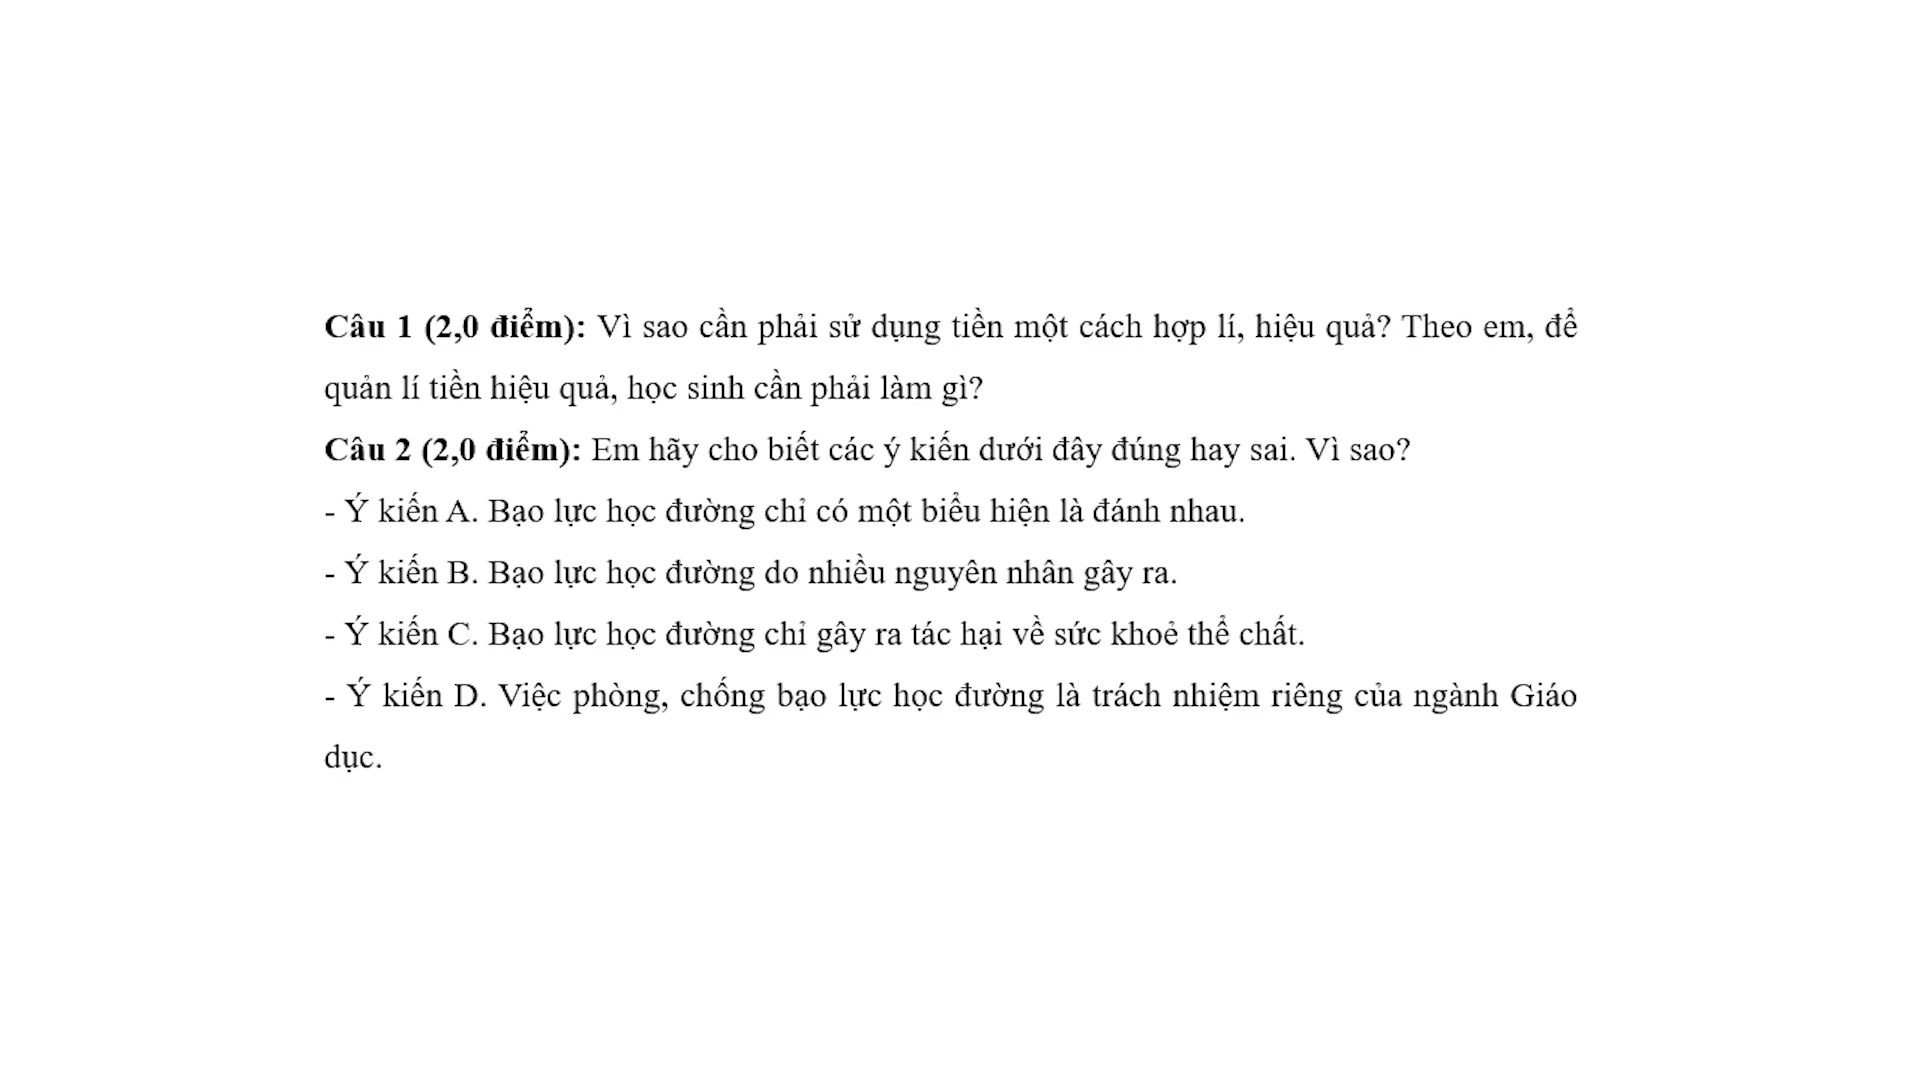 Câu 1 (2,0 điểm): Vì sao cần phải sử dụng tiền một cách hợp lí, hiệu quả? Theo em, để
quản lí tiền hiệu quả, học sinh cần phải làm gì?
Câu 2 (2,0 điểm): Em hãy cho biết các ý kiến dưới đây đúng hay sai. Vì sao?
- Ý kiến A. Bạo lực học đường chỉ có một biểu hiện là đánh nhau.
- Ý kiến B. Bạo lực học đường do nhiều nguyên nhân gây ra.
- Ý kiến C. Bạo lực học đường chỉ gây ra tác hại về sức khoẻ thể chất.
- Ý kiến D. Việc phòng, chống bạo lực học đường là trách nhiệm riêng của ngành Giáo
dục.